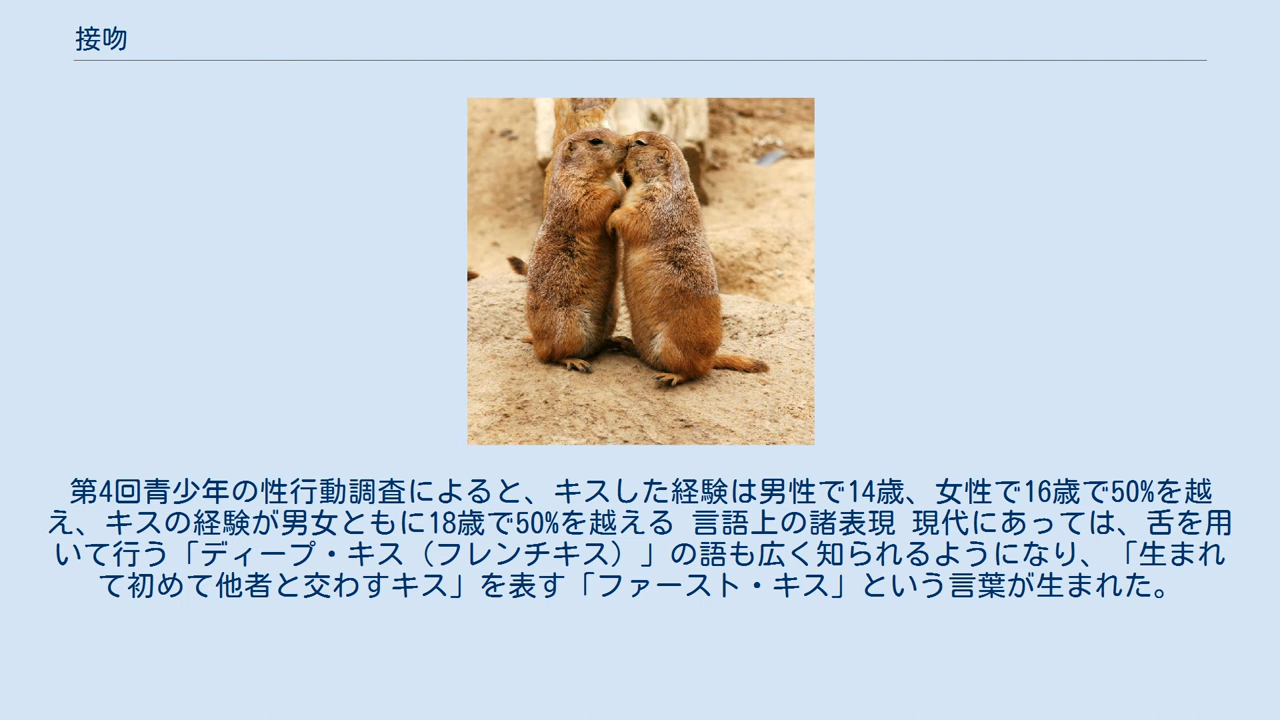 接吻
第4回青少年の性行動調査によると、キスした経験は男性で14歳、女性で16歳で50%を越
え、キスの経験が男女ともに18歳で50%を越える 言語上の諸表現 現代にあっては、舌を用
いて行う「ディープ・キス（フレンチキス）」の語も広く知られるようになり、「生まれ
て初めて他者と交わすキス」を表す「ファースト・キス」という言葉が生まれた。